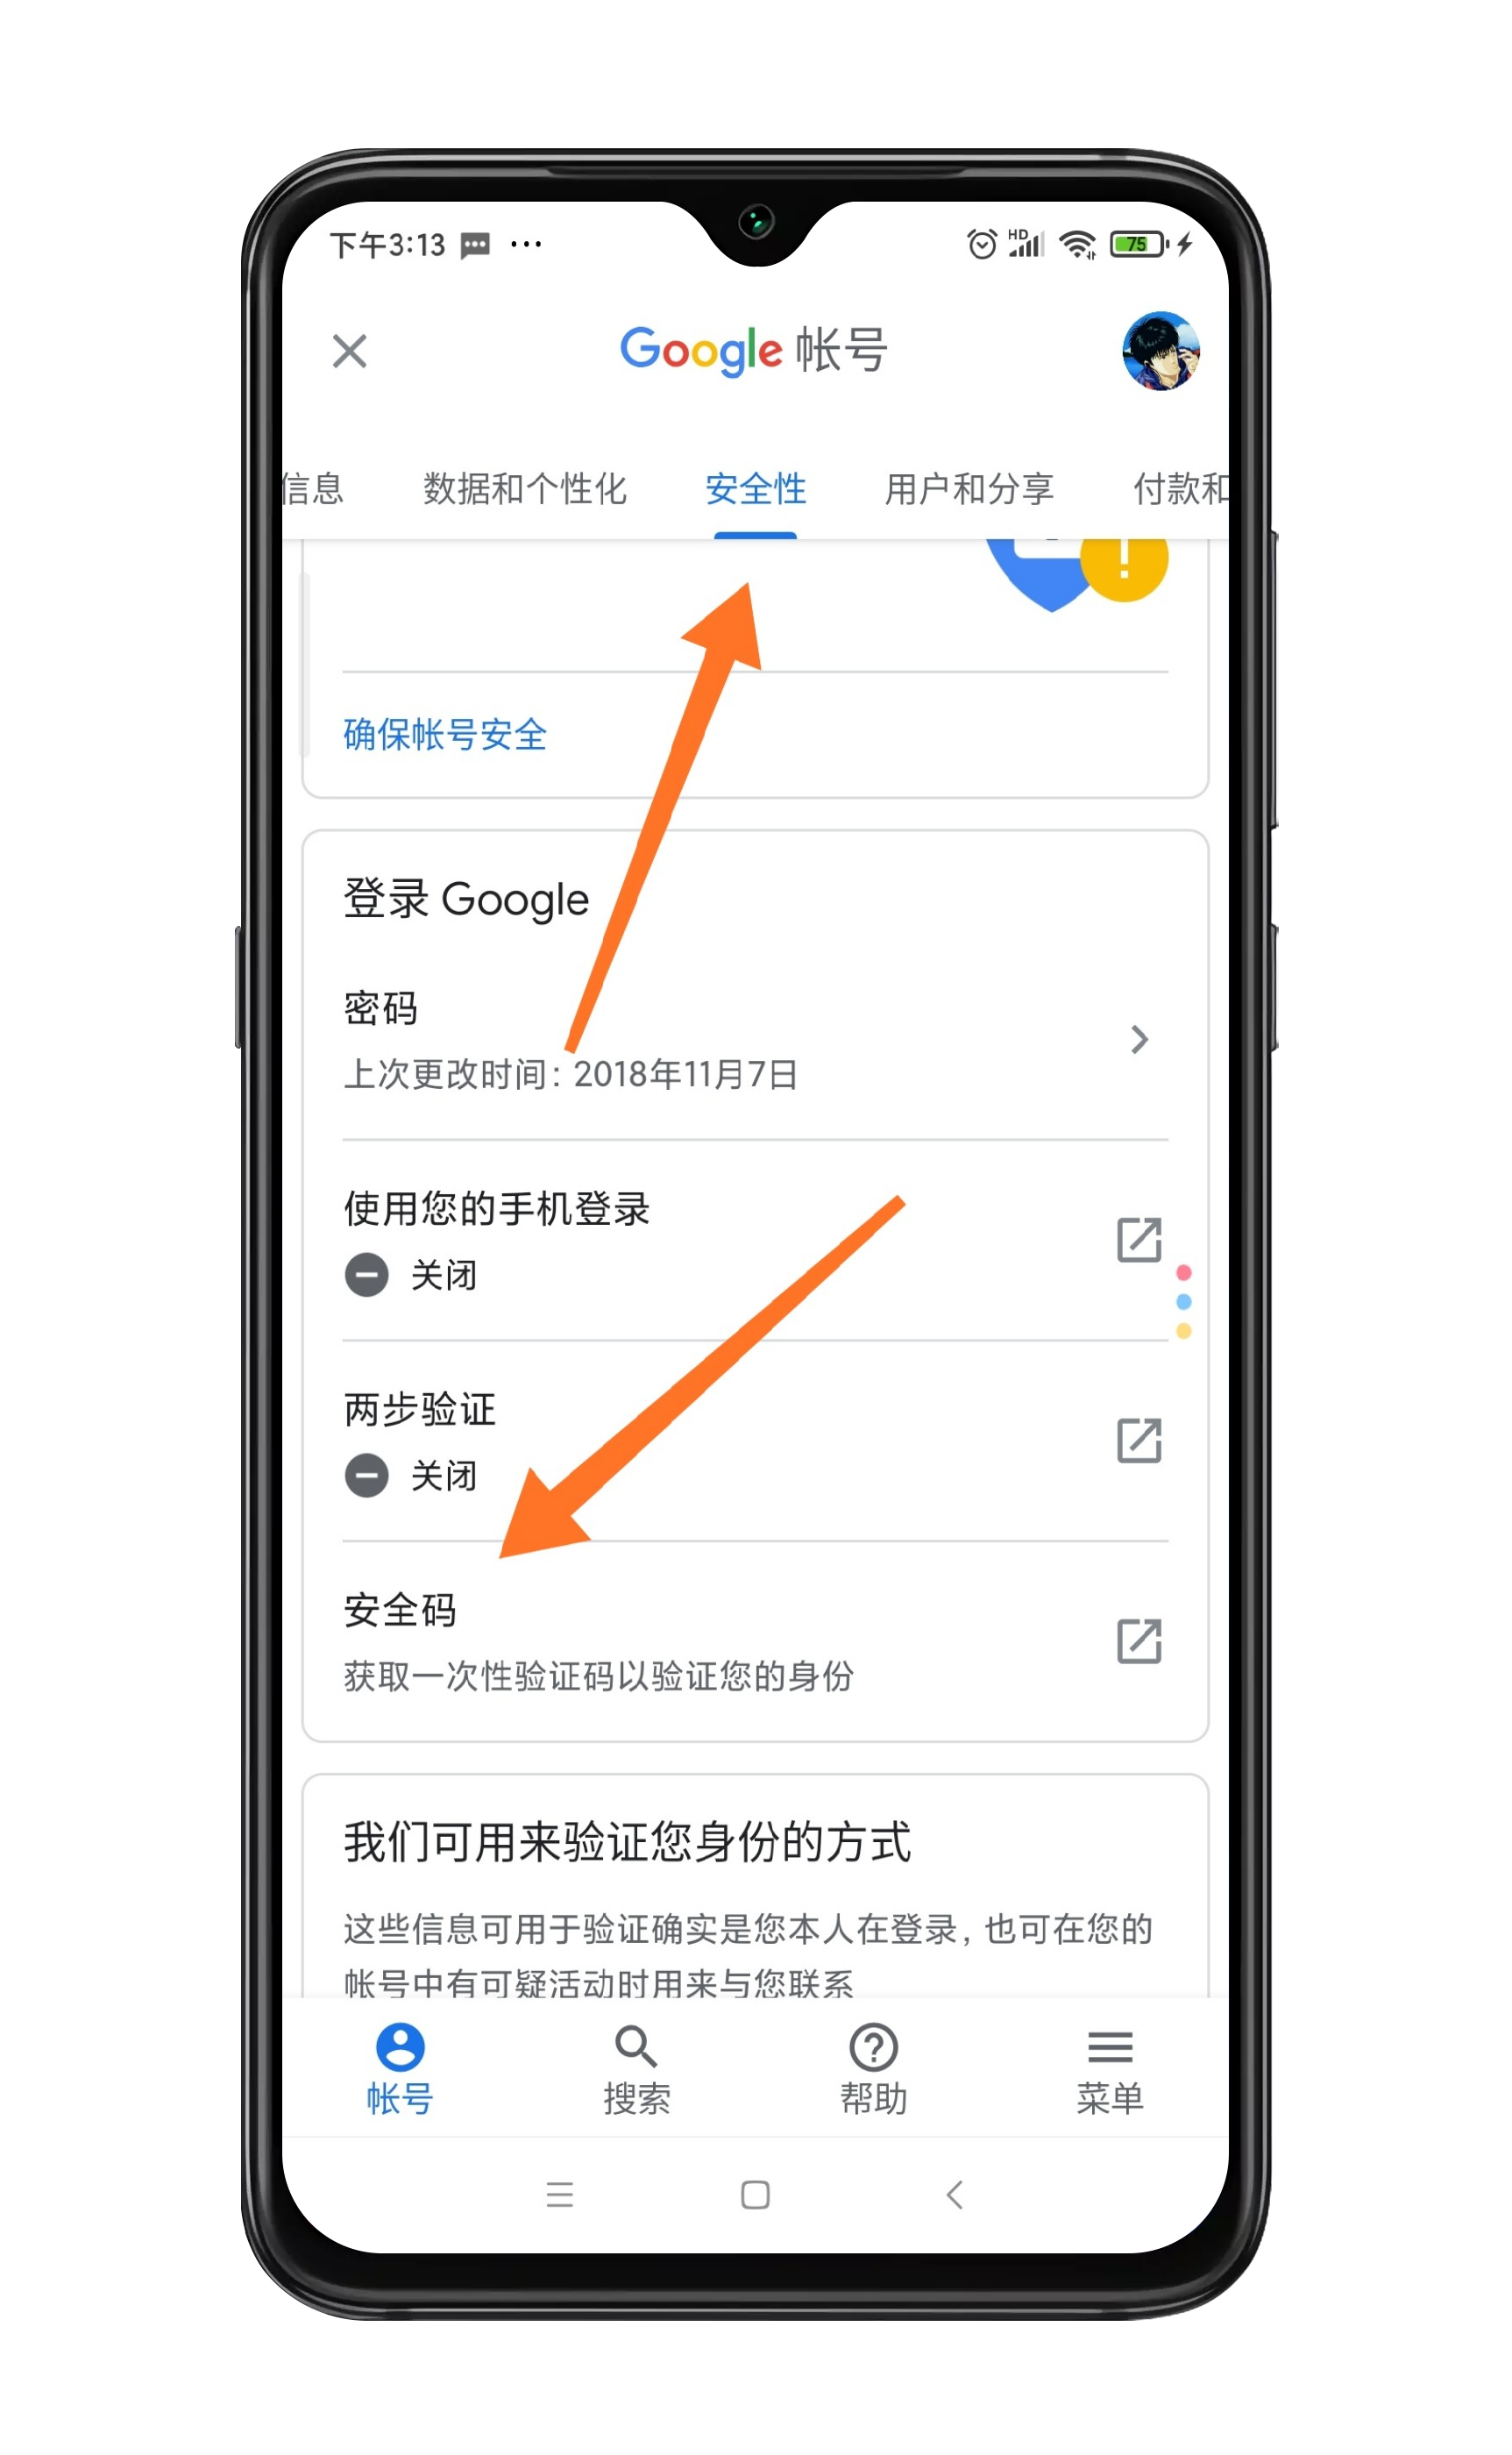 下午3:13
HD
75
Google 帐号
信息 数据和个性化 安全性 用户和分享 付款和
确保帐号安全
登录 Google
密码
上次更改时间：2018年11月7日
使用您的手机登录
关闭
两步验证
关闭
安全码
获取一次性验证码以验证您的身份
我们可用来验证您身份的方式
这些信息可用于验证确实是您本人在登录，也可在您的
帐号中有可疑活动时用来与您联系
帐号 搜索 帮助 菜单